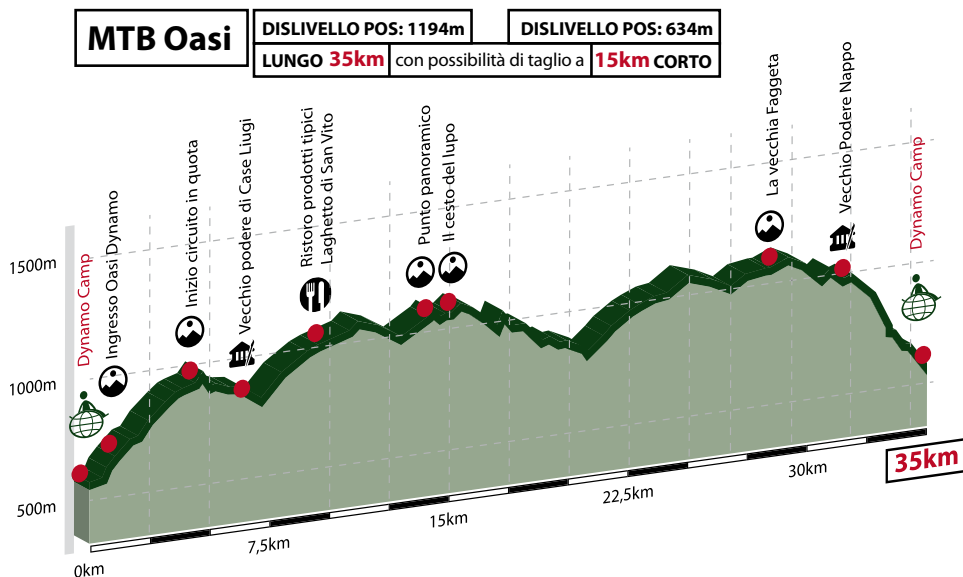 MTB Oasi
DISLIVELLO POS: 1194m
DISLIVELLO POS: 634m
LUNGO 35km
con possibilità di taglio a
15km CORTO
Dynamo Camp
Ingresso Oasi Dynamo
Inizio circuito in quota
Vecchio podere di Case Liugi
Ristoro prodotti tipici
Laghetto di San Vito
Punto panoramico
Il cesto del lupo
La vecchia Faggeta
Vecchio Podere Nappo
Dynamo Camp
1500m
1000m
500m
0km
7,5km
15km
22,5km
30km
35km